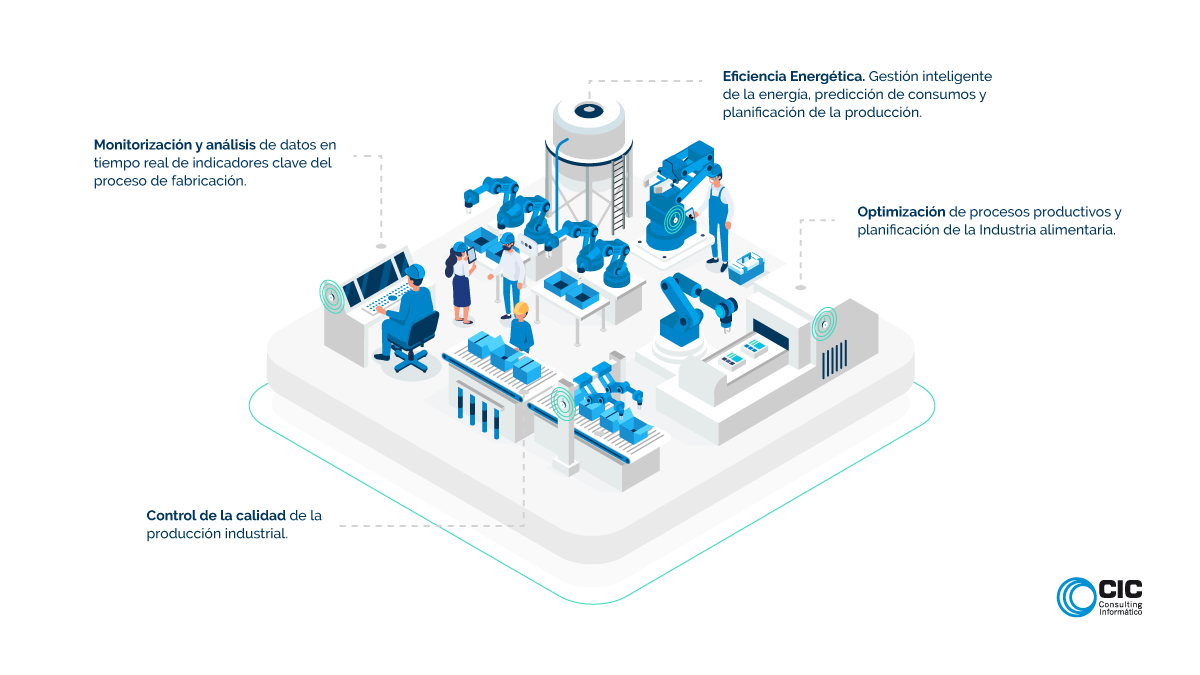 Eficiencia Energética. Gestión inteligente
de la energía, predicción de consumos y
planificación de la producción.
Monitorización y análisis de datos en
tiempo real de indicadores clave del
proceso de fabricación.
Optimización de procesos productivos y
planificación de la Industria alimentaria.
Control de la calidad de la
producción industrial.
CIC
Consulting
Informático